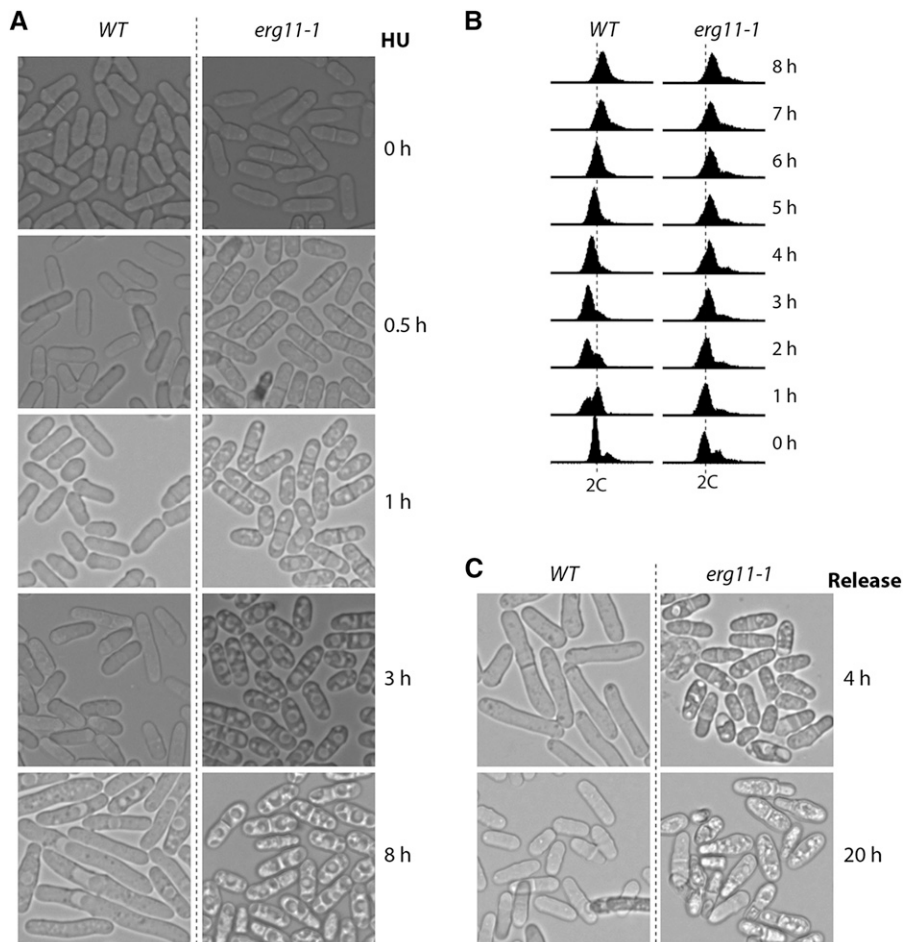 A
WT
erg11-1
HU
0 h
0.5 h
1 h
3 h
8 h
B
WT
erg11-1
8 h
7 h
6 h
5 h
4 h
3 h
2 h
1 h
0 h
2C
2C
C
WT
erg11-1
Release
4 h
20 h